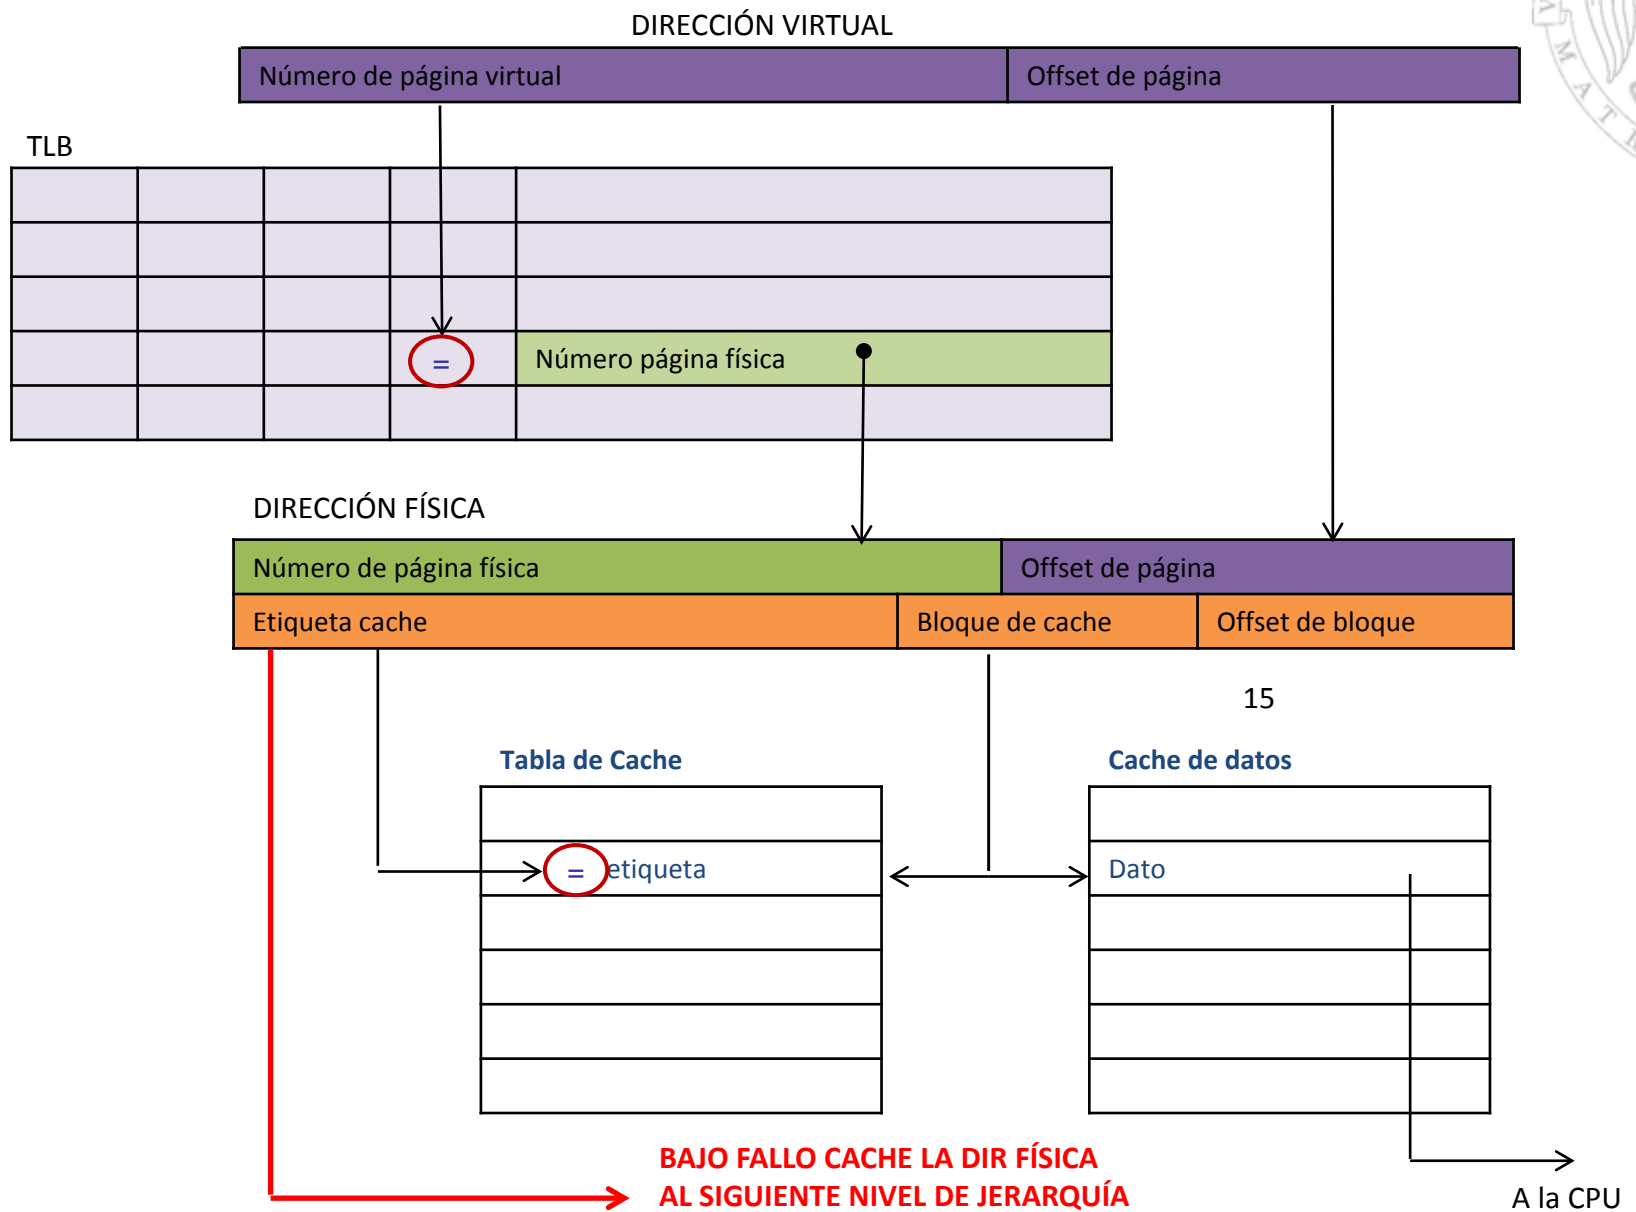 DIRECCIÓN VIRTUAL
Número de página virtual
Offset de página
TLB
=
Número página física
DIRECCIÓN FÍSICA
Número de página física
Offset de página
Etiqueta cache
Bloque de cache
Offset de bloque
15
Tabla de Cache
Cache de datos
= etiqueta
Dato
BAJO FALLO CACHE LA DIR FÍSICA
AL SIGUIENTE NIVEL DE JERARQUÍA
A la CPU